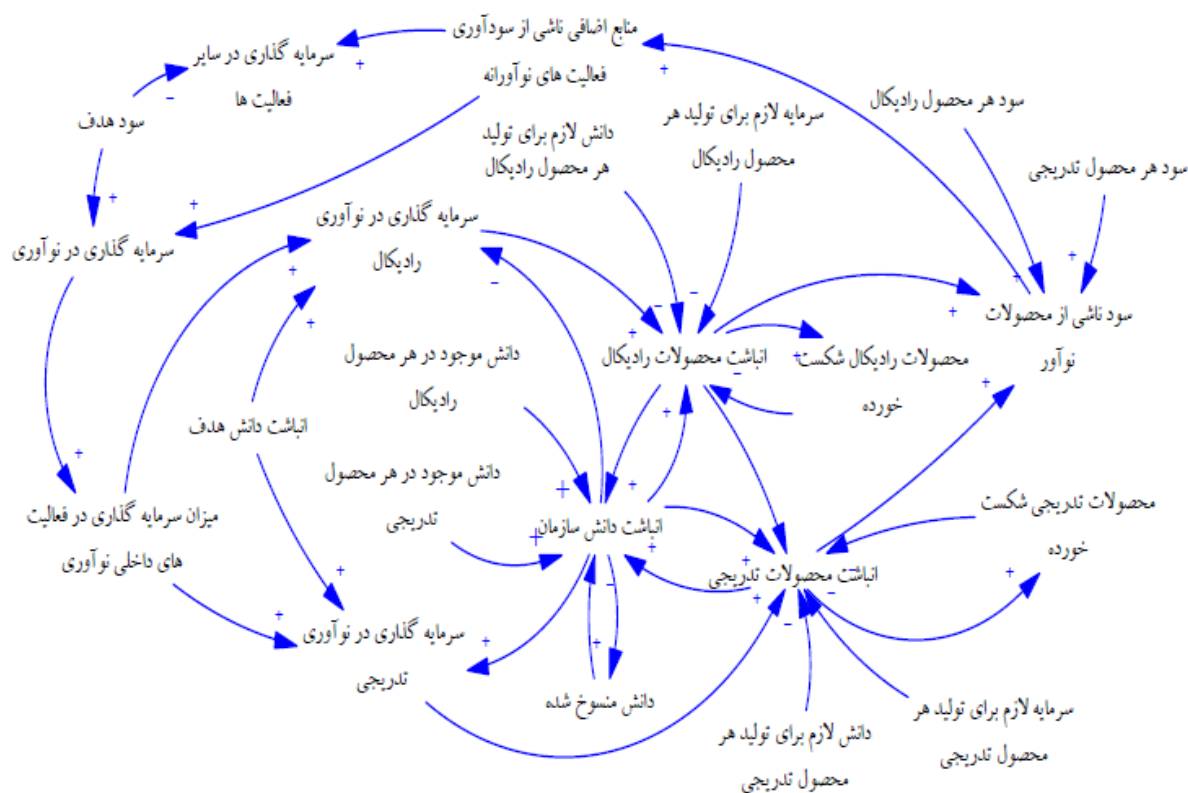 منابع اضافی ناشی از سودآوری
فعالیت های نوآورانه
سرمایه گذاری در سایر
فعالیت ها
سود هدف
سود هر محصول رادیکال
سود هر محصول تدریجی
دانش لازم برای تولید
هر محصول رادیکال
سرمایه لازم برای تولید هر
محصول رادیکال
سرمایه گذاری در نوآوری
سرمایه گذاری در نوآوری
رادیکال
سود ناشی از محصولات
نوآور
انباشت محصولات رادیکال
محصولات رادیکال شکست
خورده
دانش موجود در هر محصول
رادیکال
انباشت دانش هدف
دانش موجود در هر محصول
تدریجی
میزان سرمایه گذاری در فعالیت
های داخلی نوآوری
انباشت دانش سازمان
محصولات تدریجی شکست
خورده
انباشت محصولات تدریجی
سرمایه گذاری در نوآوری
تدریجی
دانش منسوخ شده
دانش لازم برای تولید هر
محصول تدریجی
سرمایه لازم برای تولید هر
محصول تدریجی